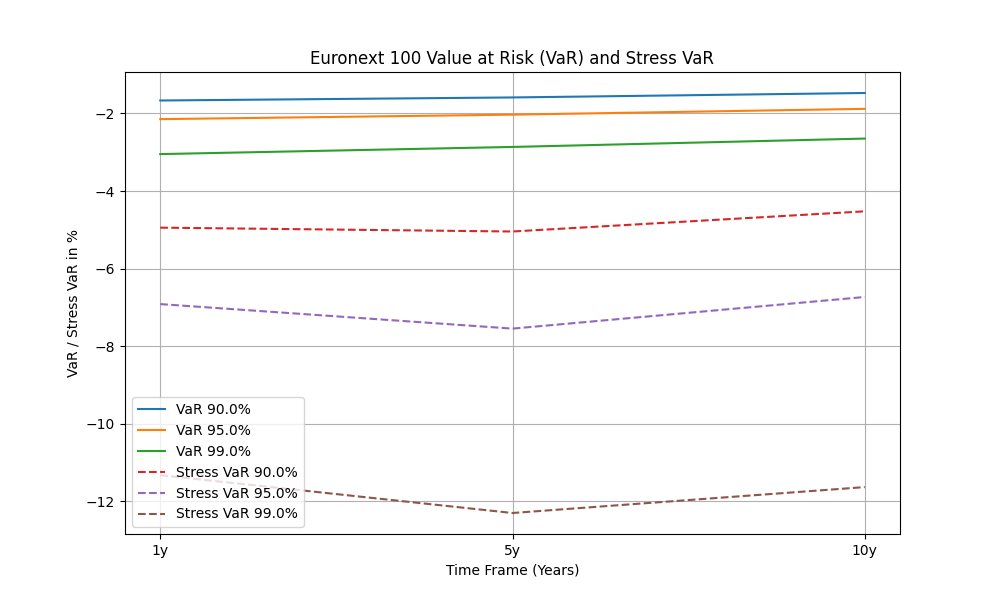 Euronext 100 Value at Risk (VaR) and Stress VaR
VaR / Stress VaR in %
−2
−4
−6
−8
−10
−12
VaR 90.0%
VaR 95.0%
VaR 99.0%
Stress VaR 90.0%
Stress VaR 95.0%
Stress VaR 99.0%
1y
5y
10y
Time Frame (Years)